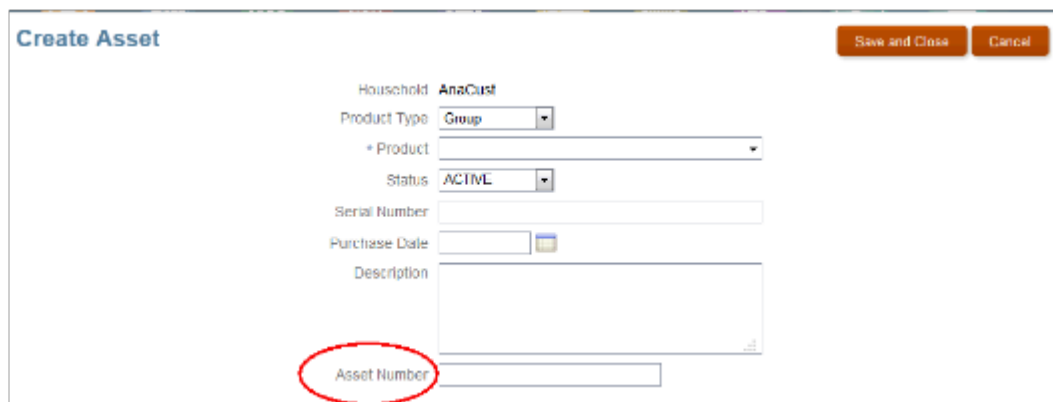 Create Asset
Save and Close Cancel
Household AnaCust
Product Type Group
* Product
Status ACTIVE
Serial Number
Purchase Date
Description
Asset Number